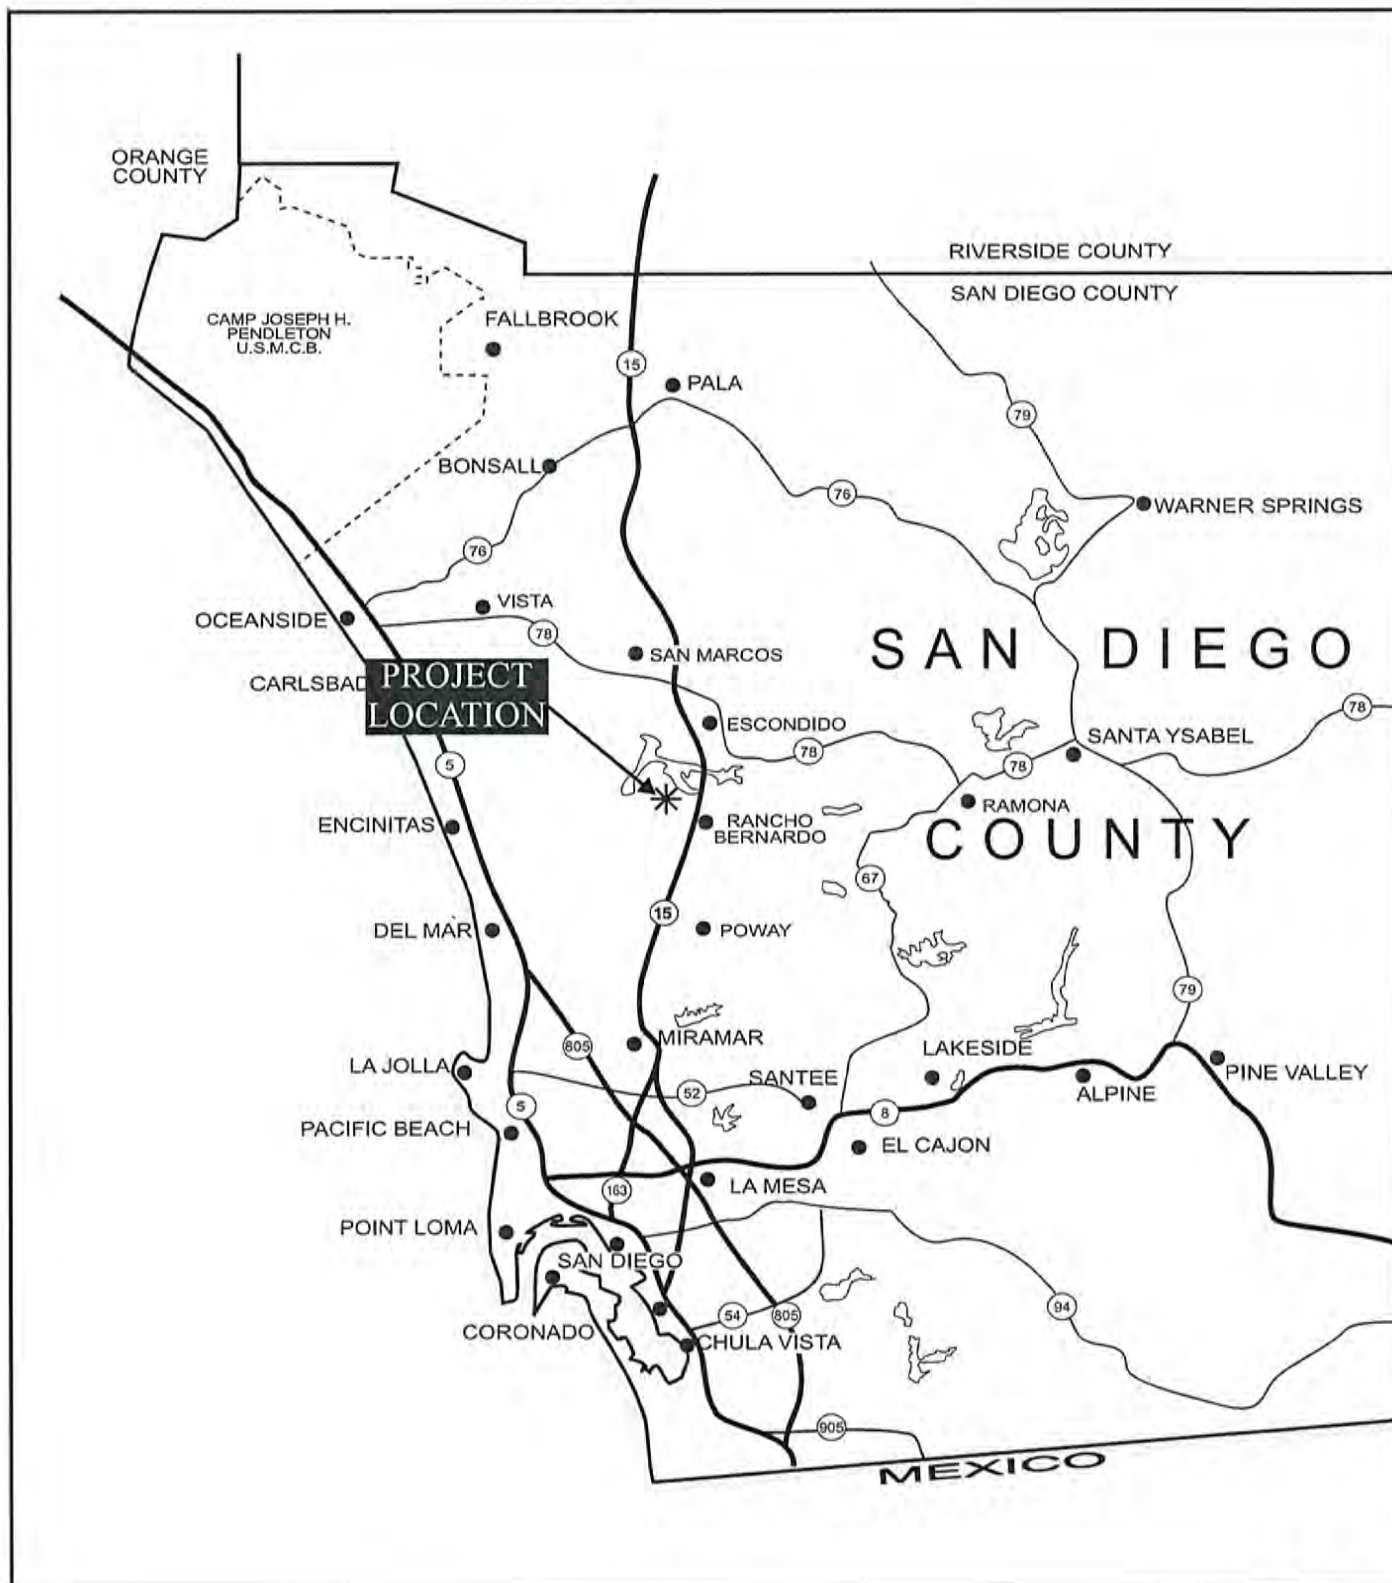 ORANGE
COUNTY
RIVERSIDE COUNTY
SAN DIEGO COUNTY
CAMP JOSEPH H.
PENDLETON
U.S.M.C.B.
FALLBROOK
15
PALA
79
BONSALL
76
WARNER SPRINGS
76
VISTA
OCEANSIDE
78
SAN MARCOS
SAN DIEGO
CARLSBAD
PROJECT
LOCATION
78
ESCONDIDO
SANTA YSABEL
78
5
78
RAMONA
ENCINITAS
RANCHO
BERNARDO
COUNTY
67
15
DEL MAR
POWAY
79
805
MIRAMAR
LAKESIDE
LA JOLLA
SANTEE
PINE VALLEY
52
ALPINE
5
8
PACIFIC BEACH
EL CAJON
163
LA MESA
POINT LOMA
SAN DIEGO
94
54
805
CORONADO
CHULA VISTA
905
MEXICO